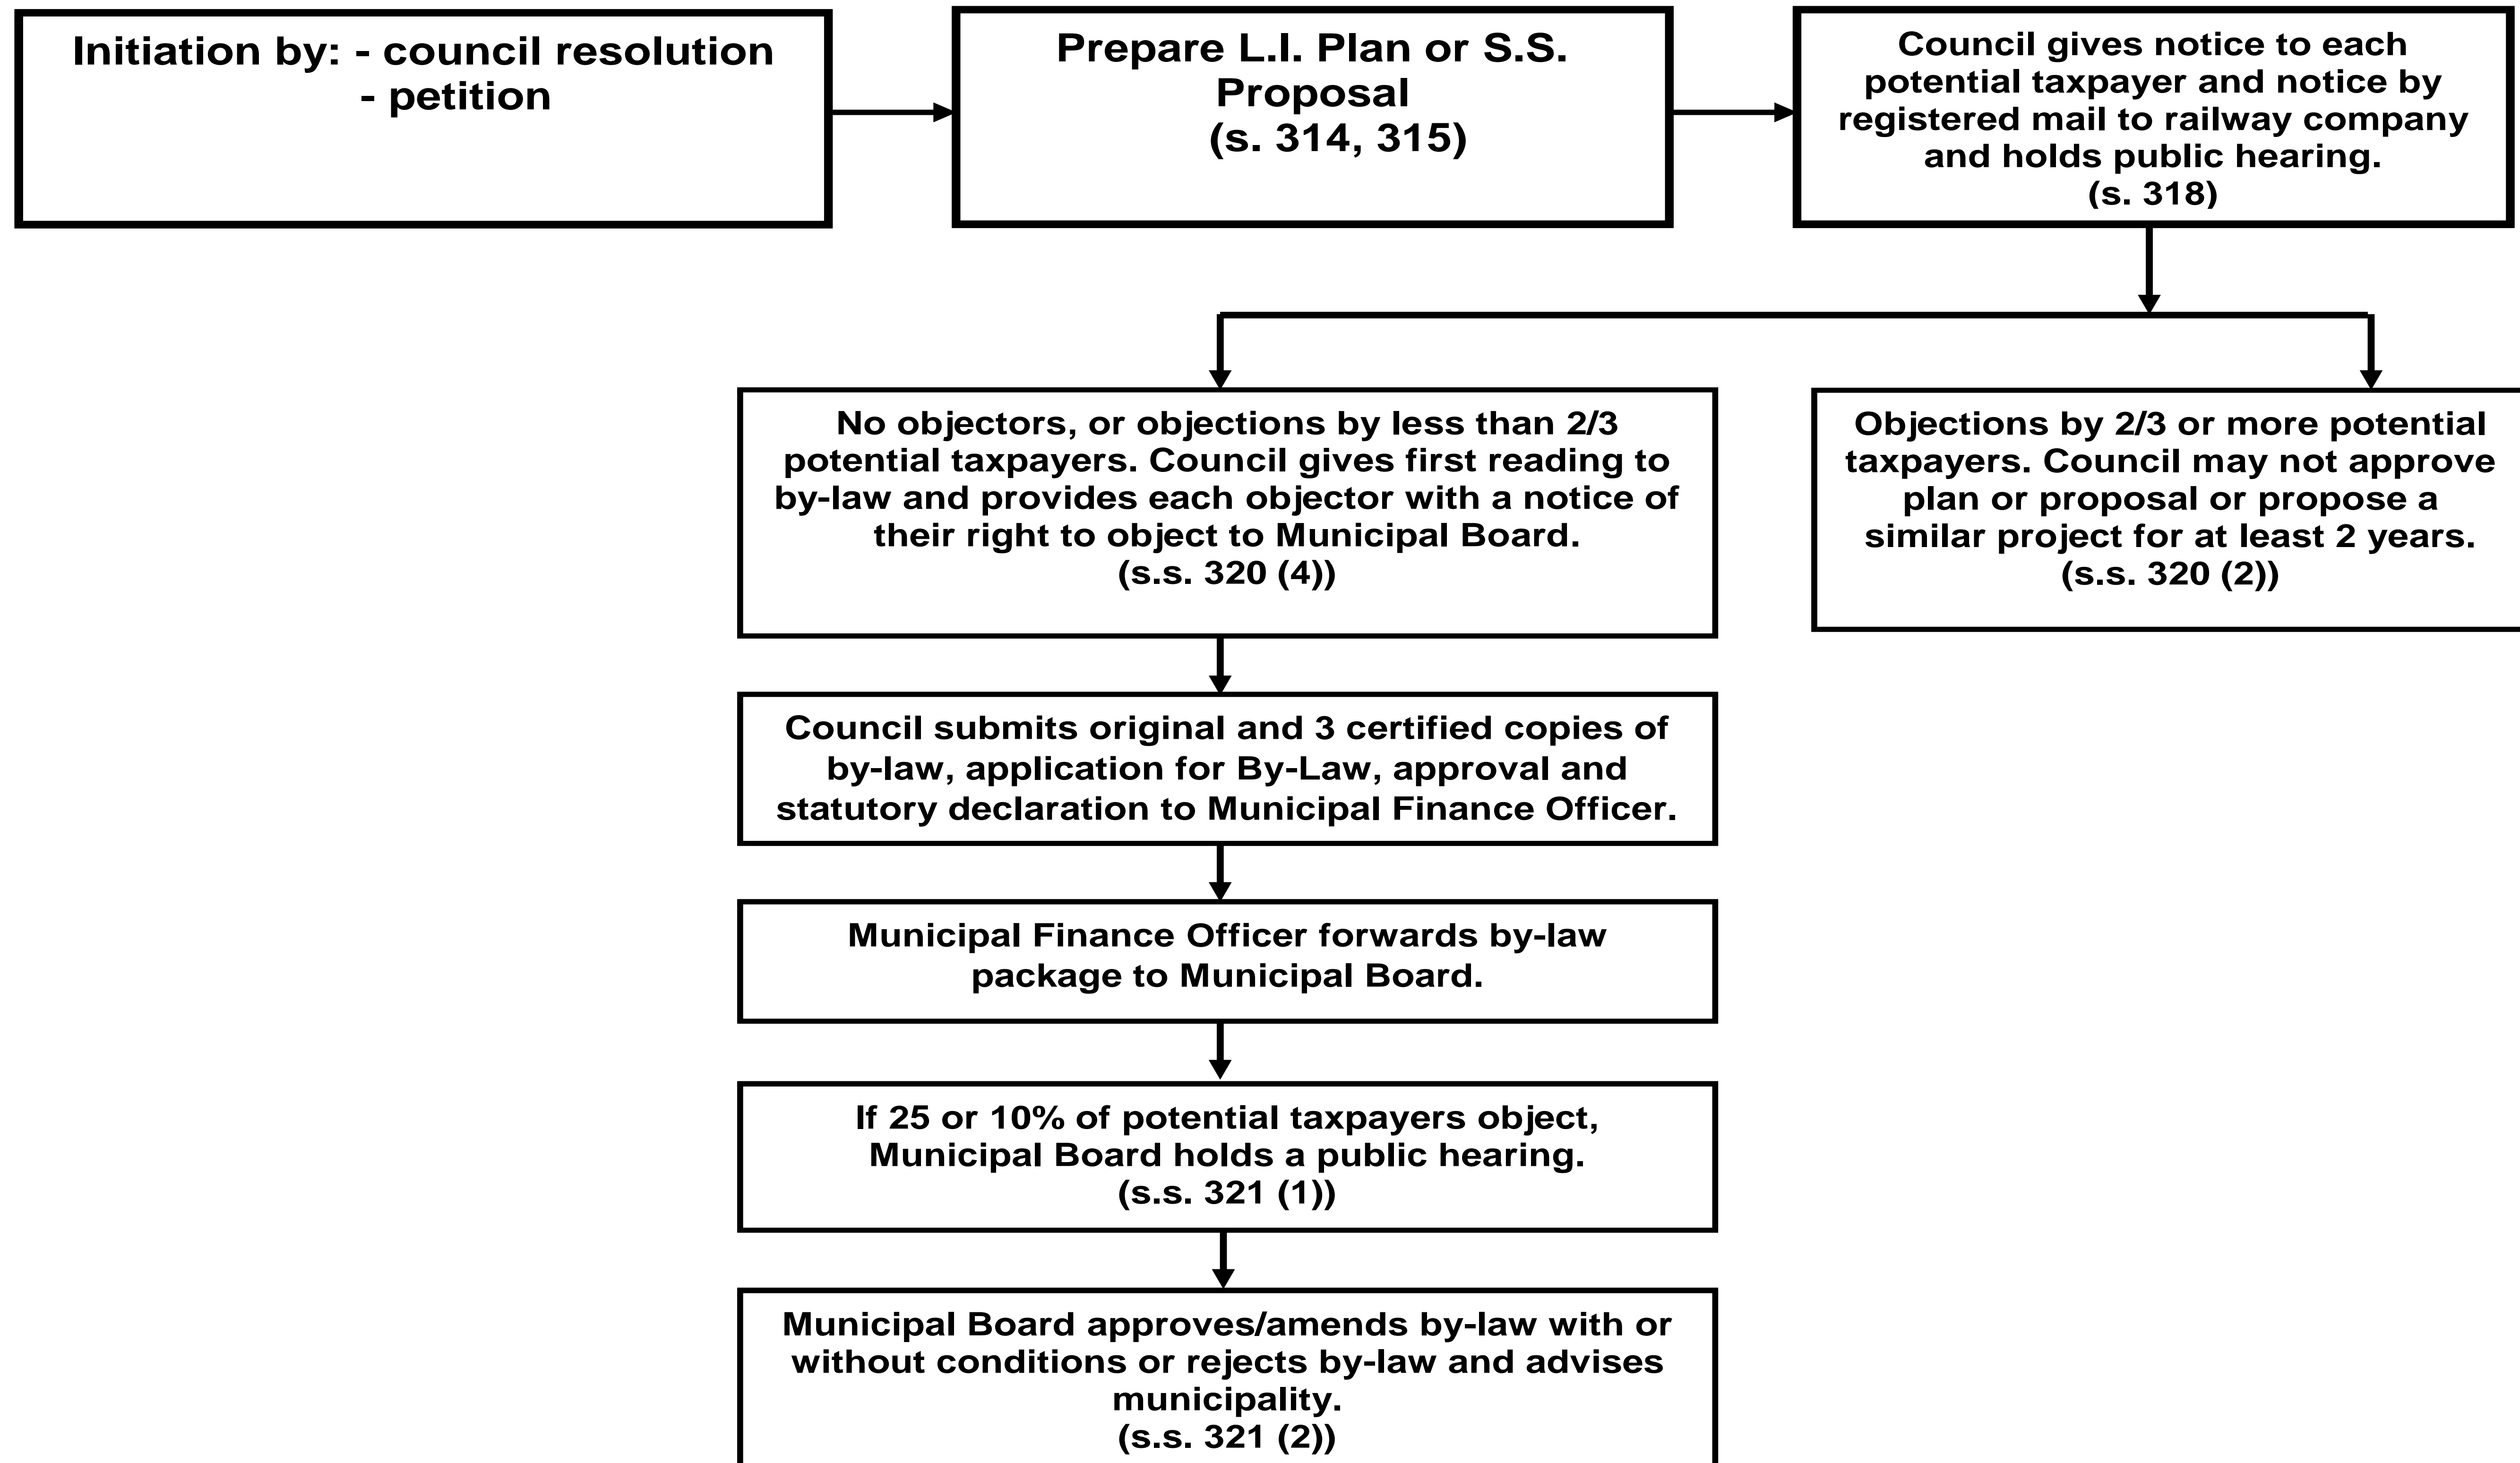 Initiation by: - council resolution
- petition
Prepare L.I. Plan or S.S.
Proposal
(s. 314, 315)
Council gives notice to each
potential taxpayer and notice by
registered mail to railway company
and holds public hearing.
(s. 318)
No objectors, or objections by less than 2/3
potential taxpayers. Council gives first reading to
by-law and provides each objector with a notice of
their right to object to Municipal Board.
(s.s. 320 (4))
Objections by 2/3 or more potential
taxpayers. Council may not approve
plan or proposal or propose a
similar project for at least 2 years.
(s.s. 320 (2))
Council submits original and 3 certified copies of
by-law, application for By-Law, approval and
statutory declaration to Municipal Finance Officer.
Municipal Finance Officer forwards by-law
package to Municipal Board.
If 25 or 10% of potential taxpayers object,
Municipal Board holds a public hearing.
(s.s. 321 (1))
Municipal Board approves/amends by-law with or
without conditions or rejects by-law and advises
municipality.
(s.s. 321 (2))